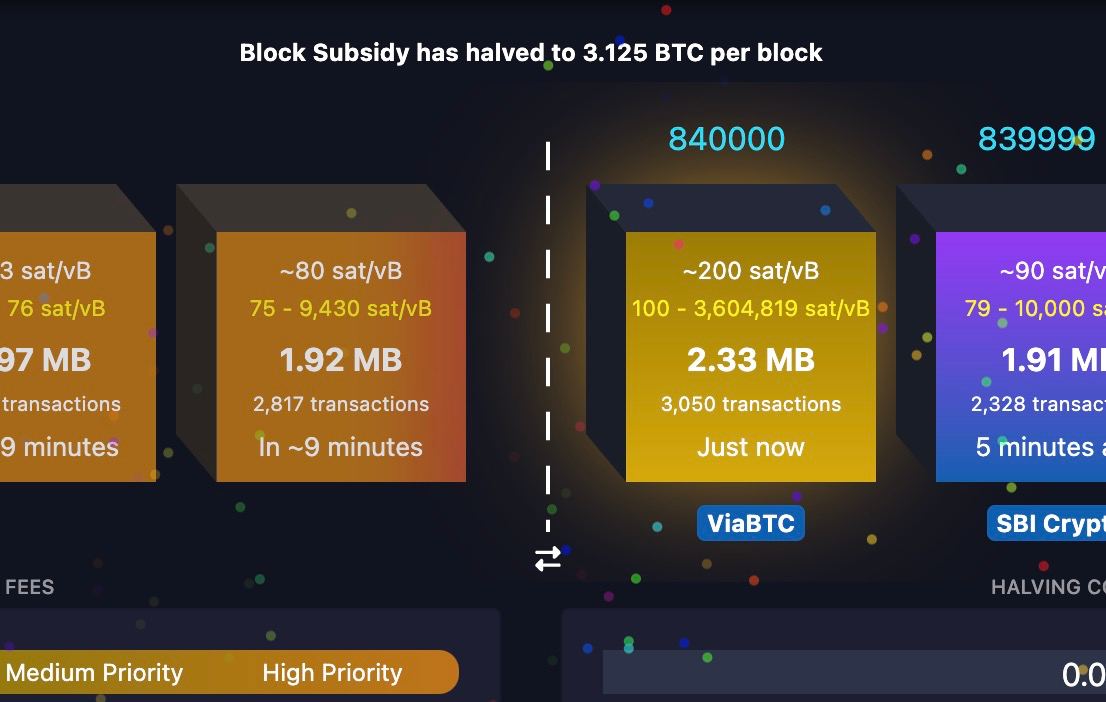 Block Subsidy has halved to 3.125 BTC per block
840000
839999
3 sat/vB
76 sat/vB
97 MB
transactions
9 minutes
~80 sat/vB
75 - 9,430 sat/vB
1.92 MB
2,817 transactions
In ~9 minutes
~200 sat/vB
100 - 3,604,819 sat/vB
2.33 MB
3,050 transactions
Just now
ViaBTC
~90 sat/v
79 - 10,000 sa
1.91 M
2,328 transact
5 minutes a
SBI Crypt
FEES
HALVING CO
Medium Priority
High Priority
0.0